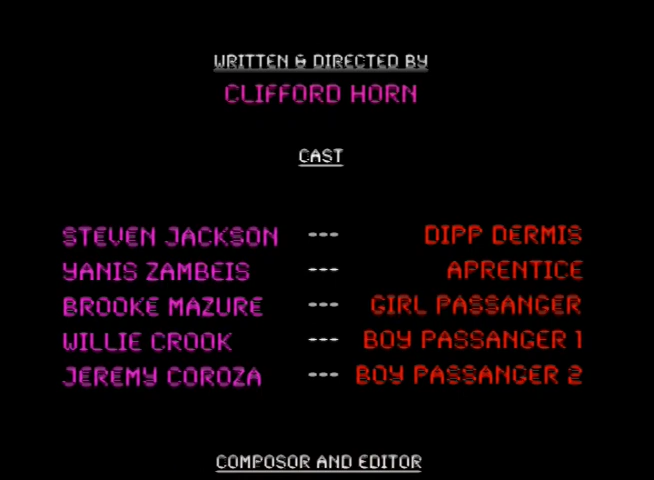 WRITTEN & DIRECTED BY
CLIFFORD HORN
CAST
STEVEN JACKSON --- DIPP DERMIS
YANIS ZAMBEIS --- APRENTICE
BROOKE MAZURE --- GIRL PASSANGER
WILLIE CROOK --- BOY PASSANGER 1
JEREMY COROZA --- BOY PASSANGER 2
COMPOSOR AND EDITOR